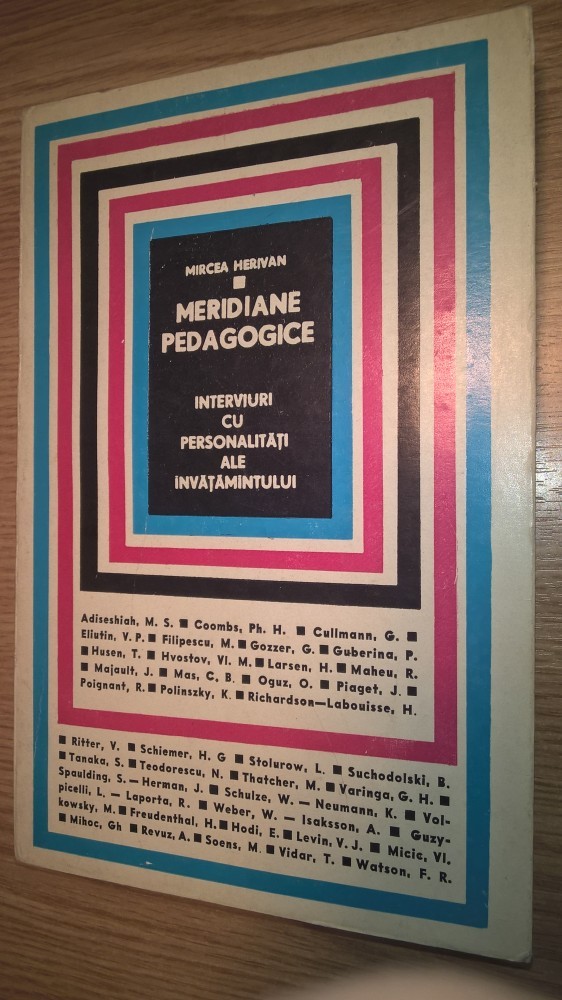 MIRCEA HERIVAN
■
MERIDIANE
PEDAGOGICE
INTERVIURI
CU
PERSONALITĂȚI
ALE
INVĂȚĂMÎNTULUI
Adiseshiah, M. S. ■ Coombs, Ph. H. ■ Cullmann, G. ■
Eliutin, V. P. ■ Filipescu, M. ■ Gozzer, G. ■ Guberina, P.
■ Husen, T. ■ Hvostov, Vl. M. ■ Larsen, H. ■ Maheu, R.
■ Majault, J. ■ Mas, C. B. ■ Oguz, O. ■ Piaget, J. ■
Poignant, R. ■ Polinszky, K. ■ Richardson—Labouisse, H.
■ Ritter, V. ■ Schiemer, H. G ■ Stolurow, L. ■ Suchodolski, B.
■ Tanaka, S. ■ Teodorescu, N. ■ Thatcher, M. ■ Varinga, G. H. ■
Spaulding, S.—Herman, J. ■ Schulze, W.— Neumann, K. ■ Vol-
picelli, L. — Laporta, R. ■ Weber, W. — Isaksson, A. ■ Guzy-
kowsky, M. ■ Freudenthal, H. ■ Hodi, E. ■ Levin, V. J. ■ Micic, Vl.
■ Mihoc, Gh ■ Revuz, A. ■ Soens, M. ■ Vidar, T. ■ Watson, F. R.